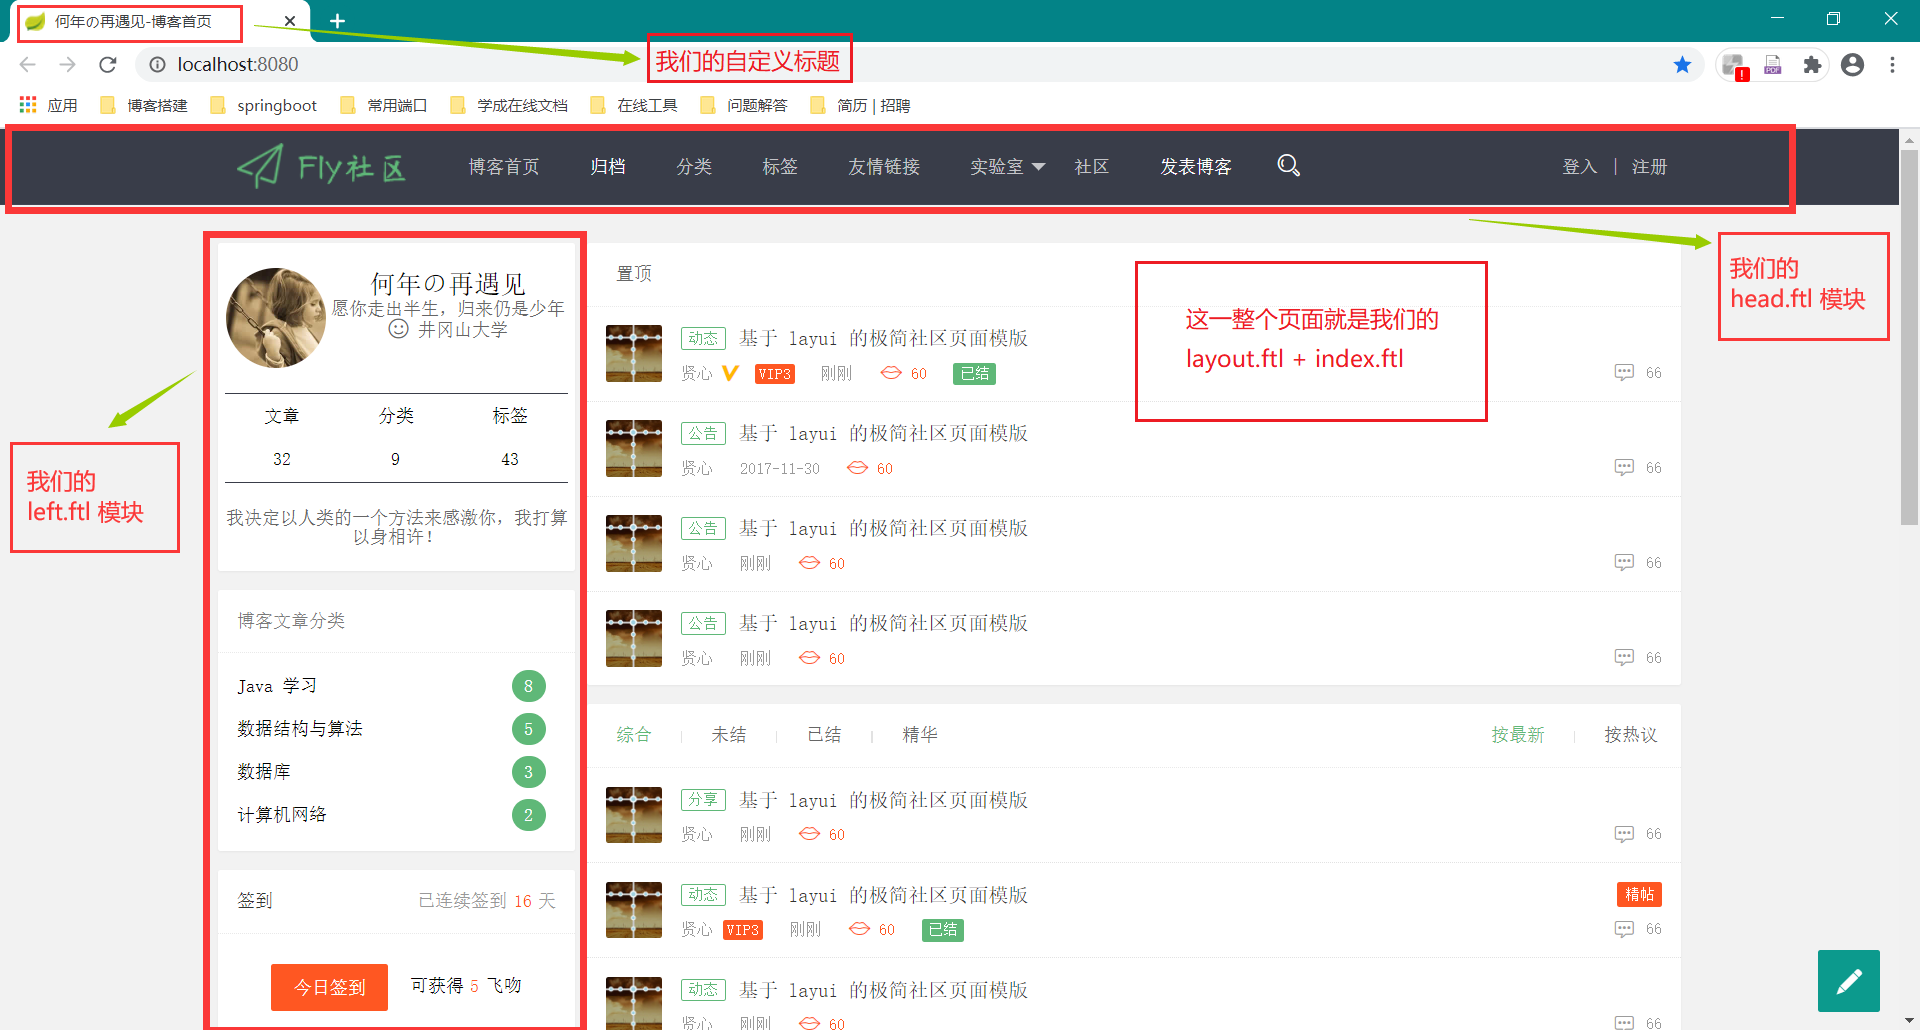 何年の再遇见-博客首页
我们的自定义标题
localhost:8080
PDF
应用 博客搭建 springboot 常用端口 学成在线文档 在线工具 问题解答 简历 | 招聘
Fly社区 博客首页 归档 分类 标签 友情链接 实验室 社区 发表博客 登入 | 注册
我们的
head.ftl 模块
何年の再遇见
愿你走出半生，归来仍是少年
井冈山大学
文章 分类 标签
32 9 43
我决定以人类的一个方法来感激你，我打算
以身相许！
我们的
left.ftl 模块
博客文章分类
Java 学习 8
数据结构与算法 5
数据库 3
计算机网络 2
签到 已连续签到 16 天
今日签到 可获得 5 飞吻
置顶
这一整个页面就是我们的
layout.ftl + index.ftl
动态 基于 layui 的极简社区页面模版
贤心 VIP3 刚刚 60 已结 66
公告 基于 layui 的极简社区页面模版
贤心 2017-11-30 60 66
公告 基于 layui 的极简社区页面模版
贤心 刚刚 60 66
公告 基于 layui 的极简社区页面模版
贤心 刚刚 60 66
综合 | 未结 | 已结 | 精华 按最新 | 按热议
分享 基于 layui 的极简社区页面模版
贤心 刚刚 60 66
动态 基于 layui 的极简社区页面模版 精帖
贤心 VIP3 刚刚 60 已结 66
动态 基于 layui 的极简社区页面模版
贤心 刚刚 60 66